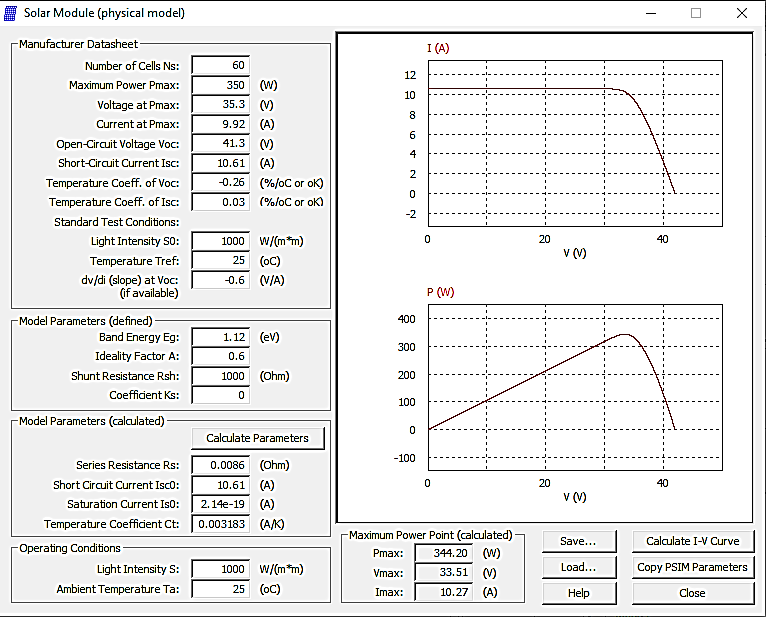 Solar Module (physical model)
Manufacturer Datasheet
Number of Cells Ns: 60
Maximum Power Pmax: 350 (W)
Voltage at Pmax: 35.3 (V)
Current at Pmax: 9.92 (A)
Open-Circuit Voltage Voc: 41.3 (V)
Short-Circuit Current Isc: 10.61 (A)
Temperature Coeff. of Voc: -0.26 (%/oC or oK)
Temperature Coeff. of Isc: 0.03 (%/oC or oK)
Standard Test Conditions:
Light Intensity S0: 1000 W/(m*m)
Temperature Tref: 25 (oC)
dv/di (slope) at Voc: -0.6 (V/A)
(if available)
Model Parameters (defined)
Band Energy Eg: 1.12 (eV)
Ideality Factor A: 0.6
Shunt Resistance Rsh: 1000 (Ohm)
Coefficient Ks: 0
Model Parameters (calculated)
Calculate Parameters
Series Resistance Rs: 0.0086 (Ohm)
Short Circuit Current Isc0: 10.61 (A)
Saturation Current Is0: 2.14e-19 (A)
Temperature Coefficient Ct: 0.003183 (A/K)
Operating Conditions
Light Intensity S: 1000 W/(m*m)
Ambient Temperature Ta: 25 (oC)
I (A)
12
10
8
6
4
2
0
-2
0 20 40
V (V)
P (W)
400
300
200
100
0
-100
0 20 40
V (V)
Maximum Power Point (calculated)
Pmax: 344.20 (W)
Vmax: 33.51 (V)
Imax: 10.27 (A)
Save... Calculate I-V Curve
Load... Copy PSIM Parameters
Help Close